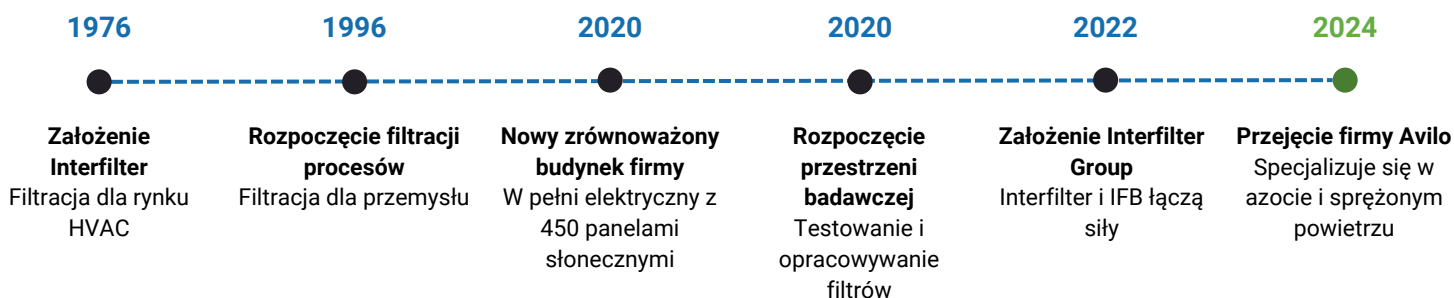 1976
Założenie
Interfilter
Filtracja dla rynku
HVAC
1996
Rozpoczęcie filtracji
procesów
Filtracja dla przemysłu
2020
Nowy zrównoważony
budynek firmy
W pełni elektryczny z
450 panelami
słonecznymi
2020
Rozpoczęcie
przestrzeni
badawczej
Testowanie i
opracowywanie
filtrów
2022
Założenie Interfilter
Group
Interfilter i IFB łączą
siły
2024
Przejęcie firmy Avilo
Specjalizuje się w
azocie i sprężonym
powietrzu